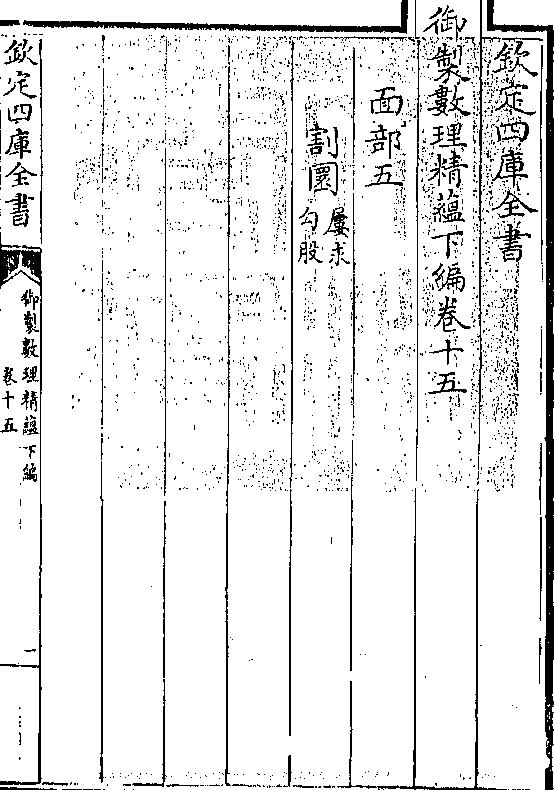 欽定四庫全書
御製數理精藴下編卷十五
面部五
割圜屢求勾股
欽定四庫全書
御製數理精藴下編
卷十五
一